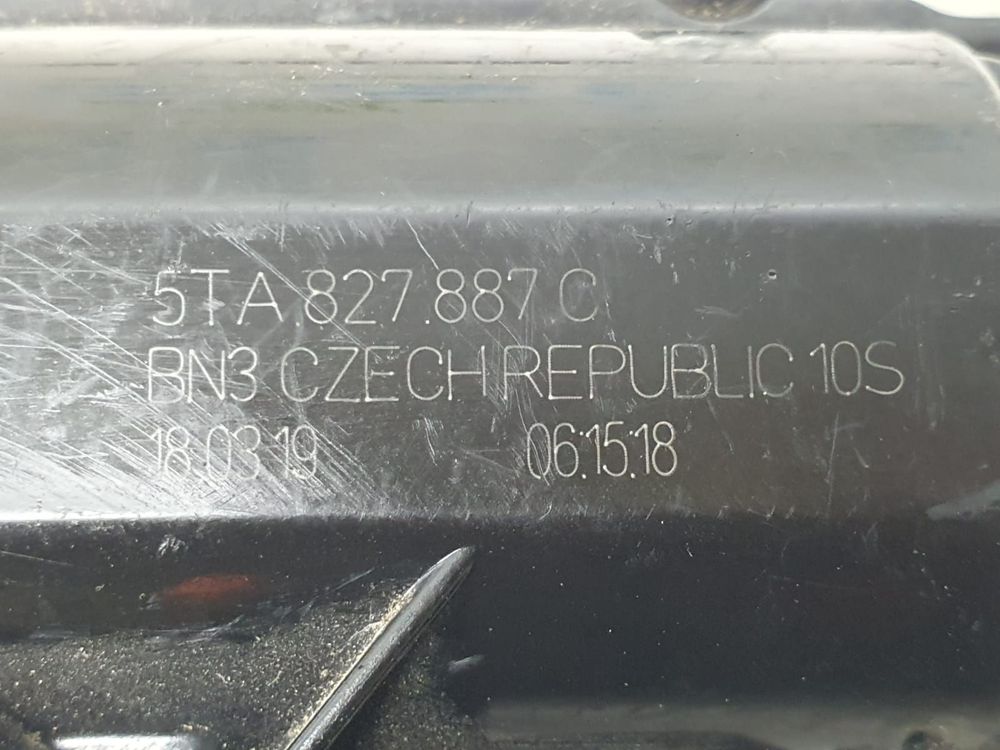 5TA 827.887 C
BN3 CZECH REPUBLIC 10S
18.03.19 06:15:18